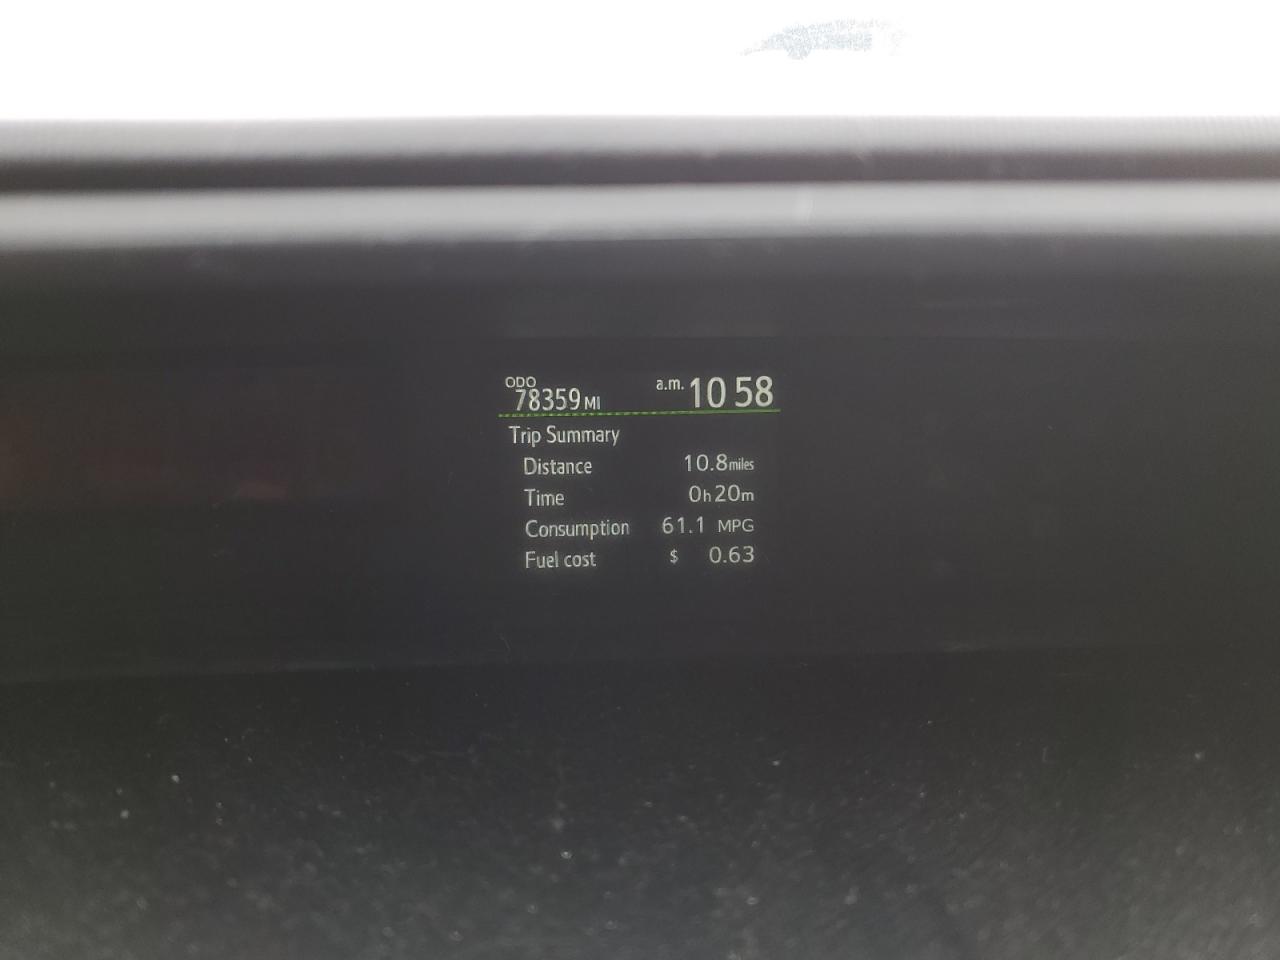 ODO
78359 MI a.m. 10 58
Trip Summary
Distance 10.8 miles
Time 0h 20m
Consumption 61.1 MPG
Fuel cost $ 0.63